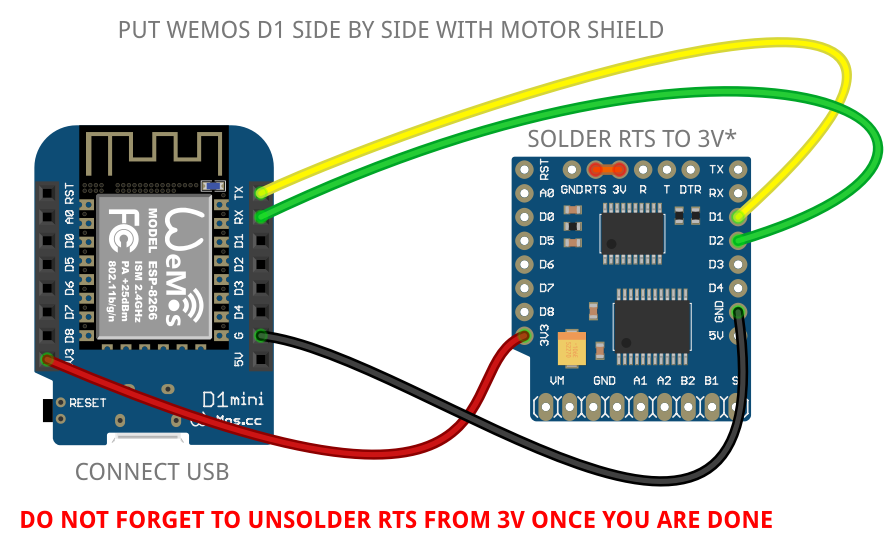 PUT WEMOS D1 SIDE BY SIDE WITH MOTOR SHIELD
SOLDER RTS TO 3V*
RST
A0
D0
D5
D6
D7
D8
V3
TX
RX
D1
D2
D3
D4
G
5V
WeMos
MODEL ESP-8266
ISM 2.4GHz
PA +25dBm
802.11b/g/n
FC
RESET
D1mini
WeMos.cc
RST
A0
D0
D5
D6
D7
D8
3V3
GND RTS 3V R T DTR
TX
RX
D1
D2
D3
D4
GND
5V
VM GND A1 A2 B2 B1 S
CONNECT USB
DO NOT FORGET TO UNSOLDER RTS FROM 3V ONCE YOU ARE DONE